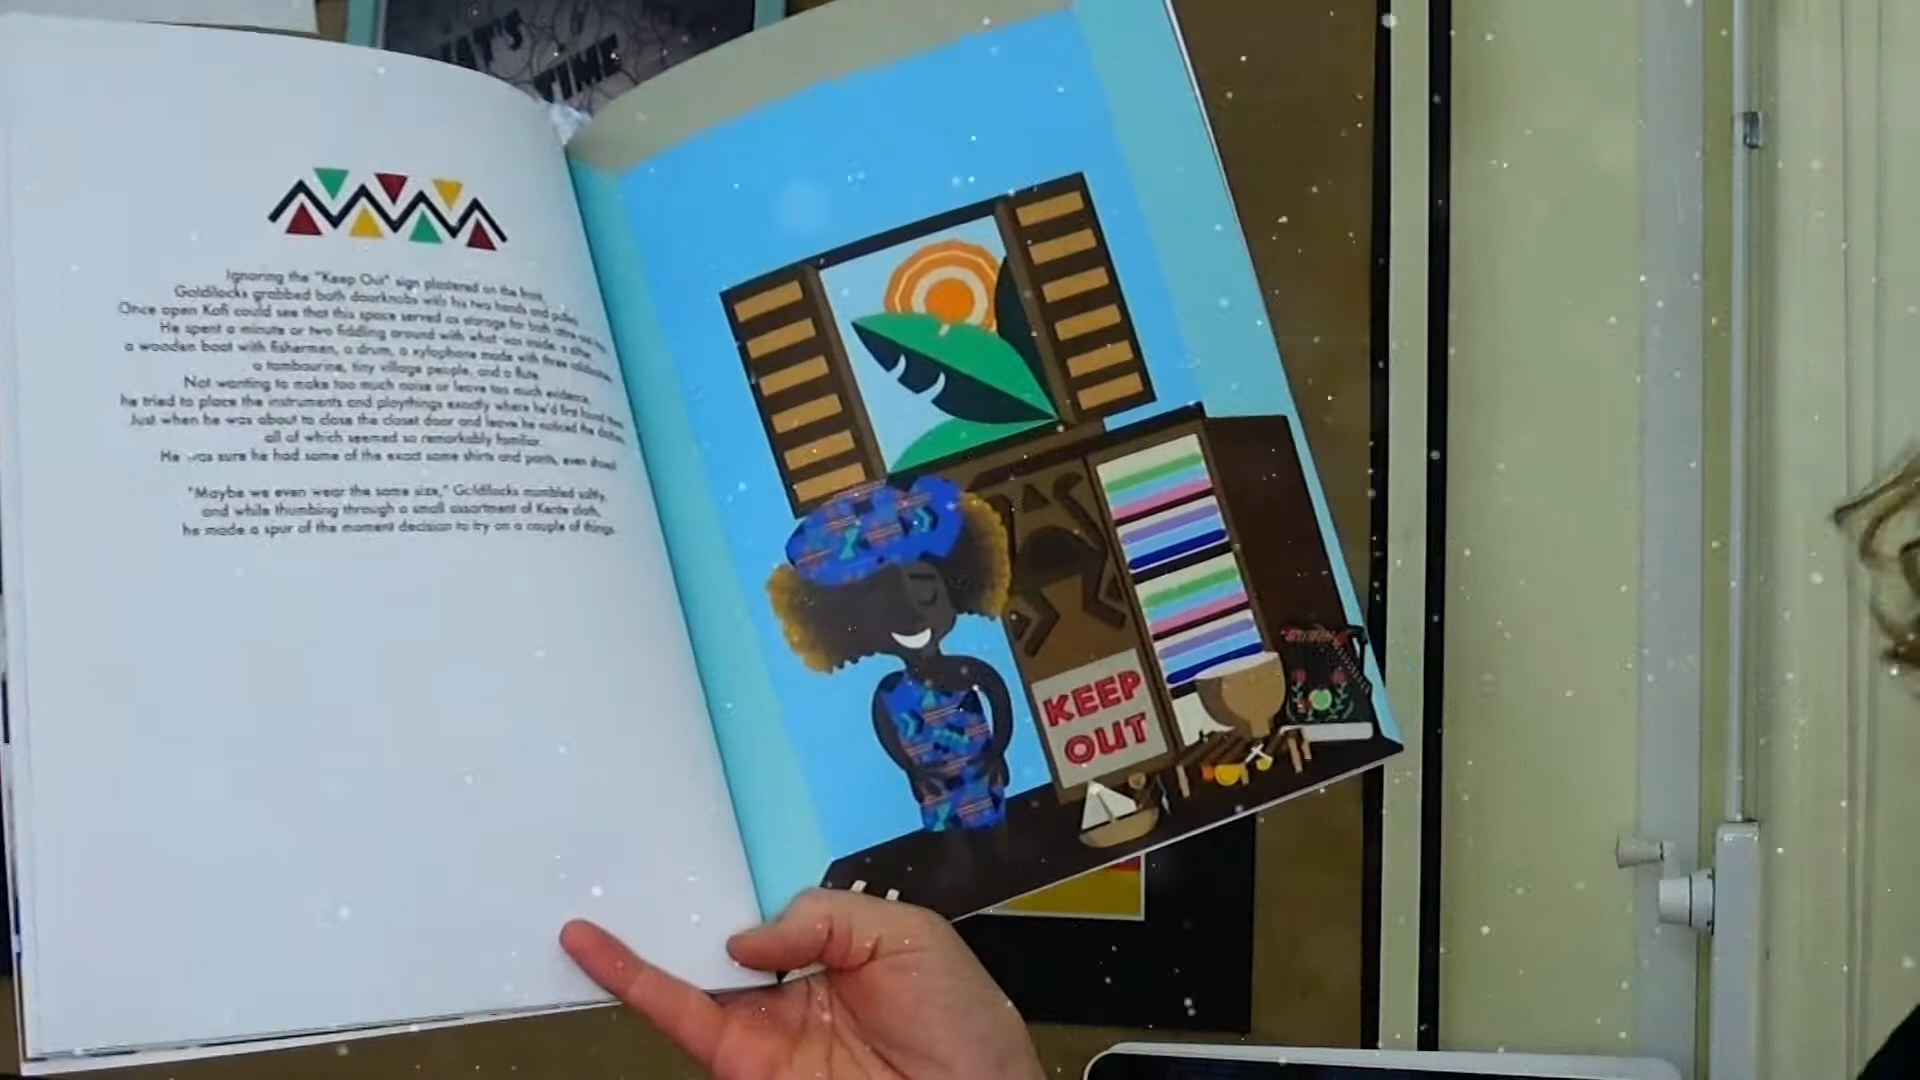 AT'S
TIME
Ignoring the "Keep Out" sign plastered on the front,
Goldilocks grabbed both doorknobs with his two hands and pulled.
Once open Kofi could see that this space served as storage for both
He spent a minute or two fiddling around with what was inside, a
a wooden boat with fishermen, a drum, a xylophone made with three
a tambourine, tiny village people, and a flute.
Not wanting to make too much noise or leave too much evidence,
he tried to place the instruments and playthings exactly where he'd first found them.
Just when he was about to close the closet door and leave he noticed the clothes,
all of which seemed so remarkably familiar.
He was sure he had some of the exact same shirts and pants, even shoes!
"Maybe we even wear the same size," Goldilocks mumbled softly,
and while thumbing through a small assortment of Kente cloth,
he made a spur of the moment decision to try on a couple of things.
KEEP
OUT